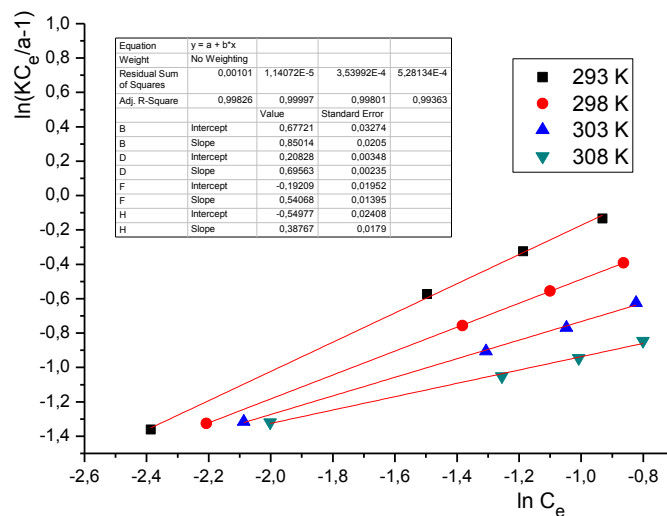 ln(KCe/a-1)
1,0
0,8
0,6
0,4
0,2
0,0
-0,2
-0,4
-0,6
-0,8
-1,0
-1,2
-1,4
Equation y = a + b*x
Weight No Weighting
Residual Sum of Squares 0,00101 1,14072E-5 3,53992E-4 5,28134E-4
Adj. R-Square 0,99826 0,99997 0,99801 0,99363
Value Standard Error
B Intercept 0,67721 0,03274
B Slope 0,85014 0,0205
D Intercept 0,20828 0,00348
D Slope 0,69563 0,00235
F Intercept -0,19209 0,01952
F Slope 0,54068 0,01395
H Intercept -0,54977 0,02408
H Slope 0,38767 0,0179
293 K
298 K
303 K
308 K
-2,6 -2,4 -2,2 -2,0 -1,8 -1,6 -1,4 -1,2 -1,0 -0,8
ln Ce